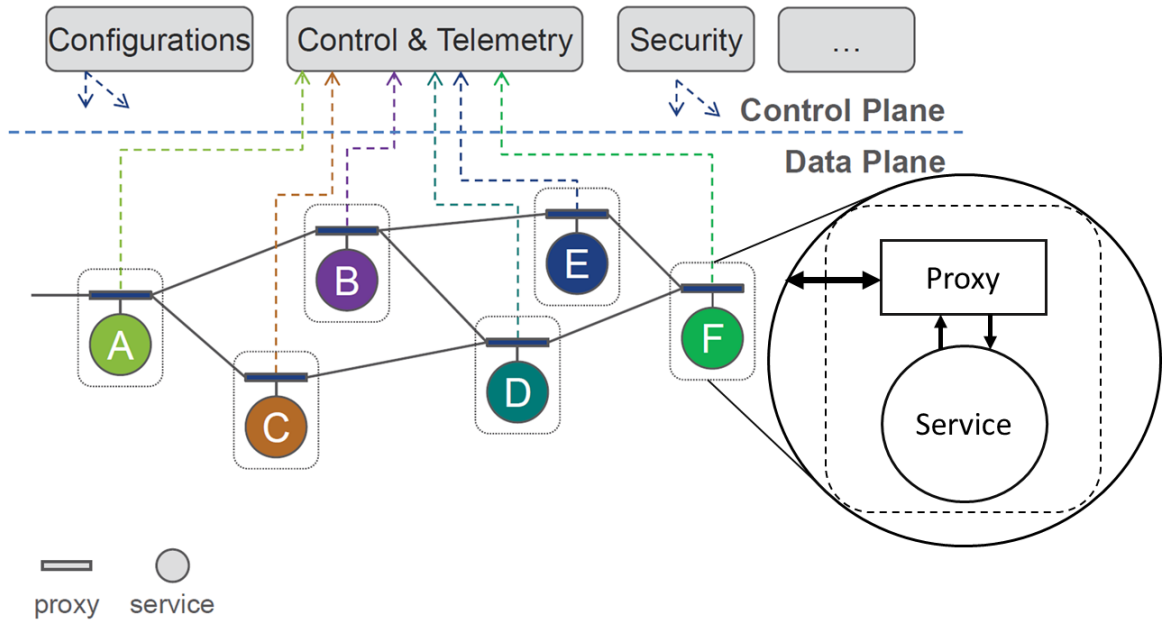 Configurations
Control & Telemetry
Security
...
Control Plane
Data Plane
A
B
C
D
E
F
Proxy
Service
proxy
service